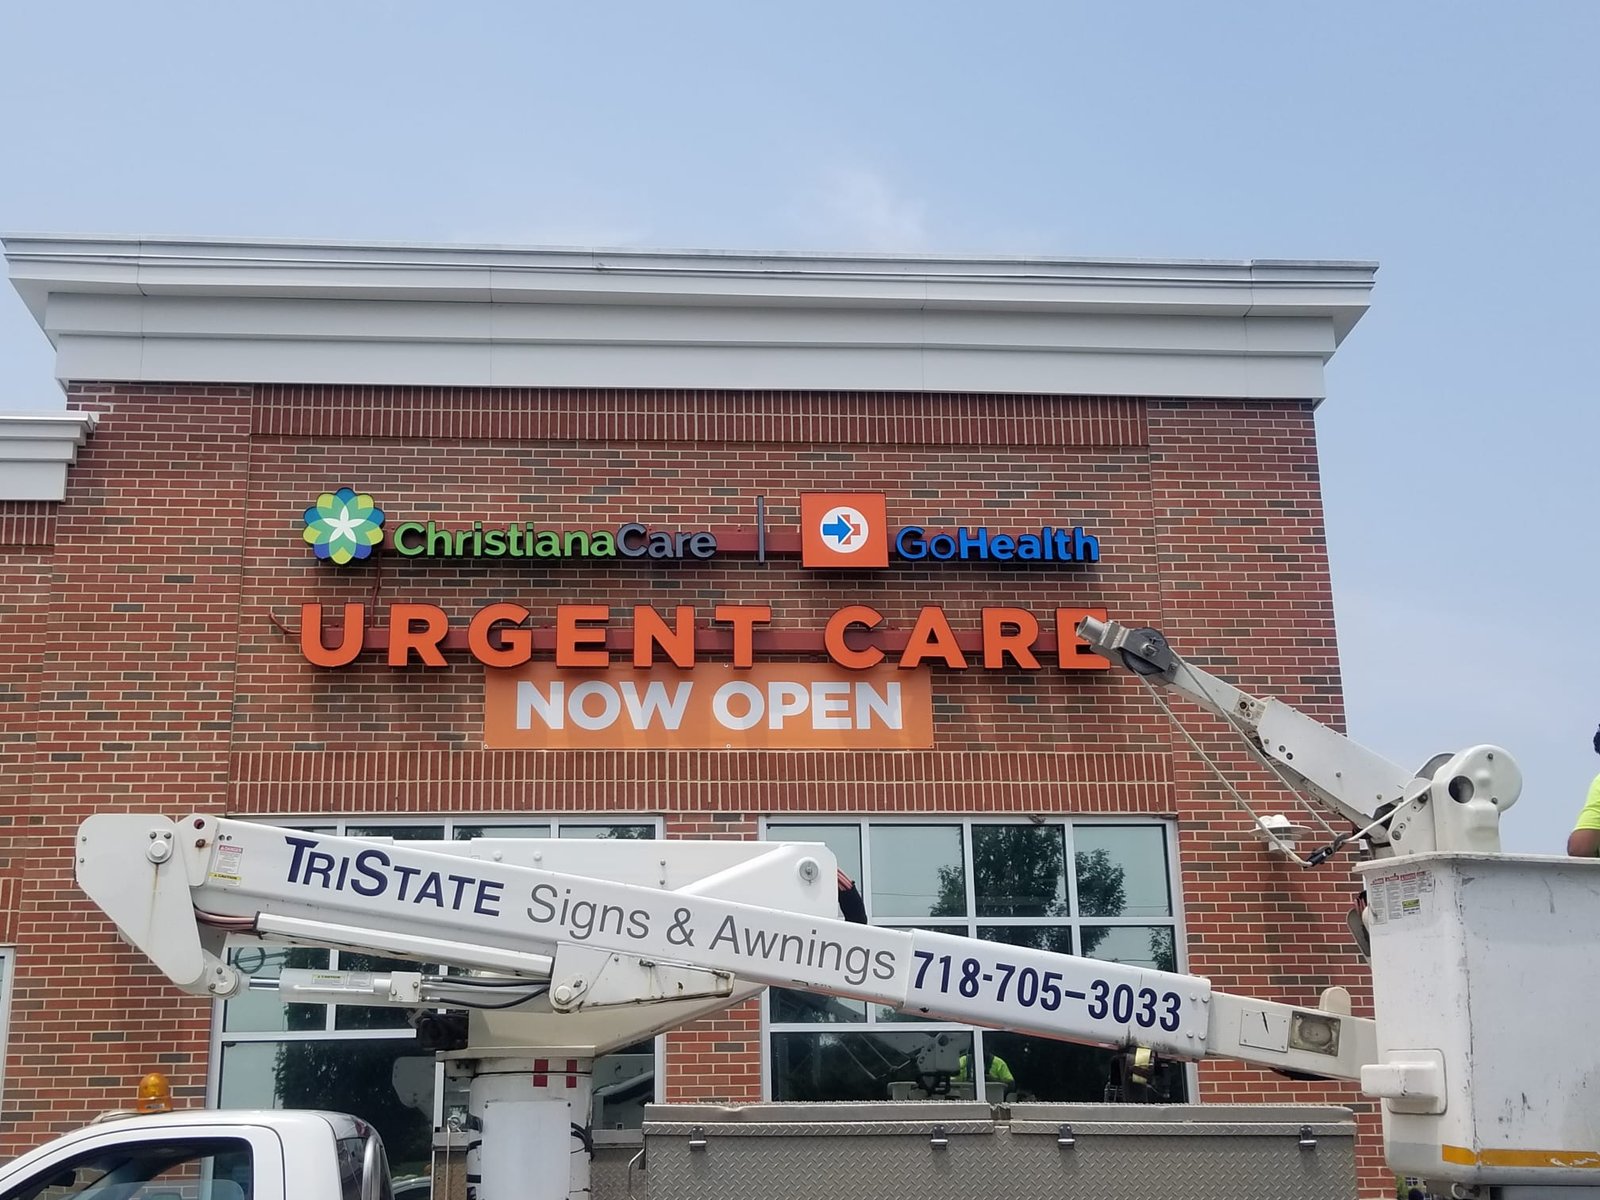 ChristianaCare | GoHealth
URGENT CARE
NOW OPEN
TRISTATE Signs & Awnings 718-705-3033